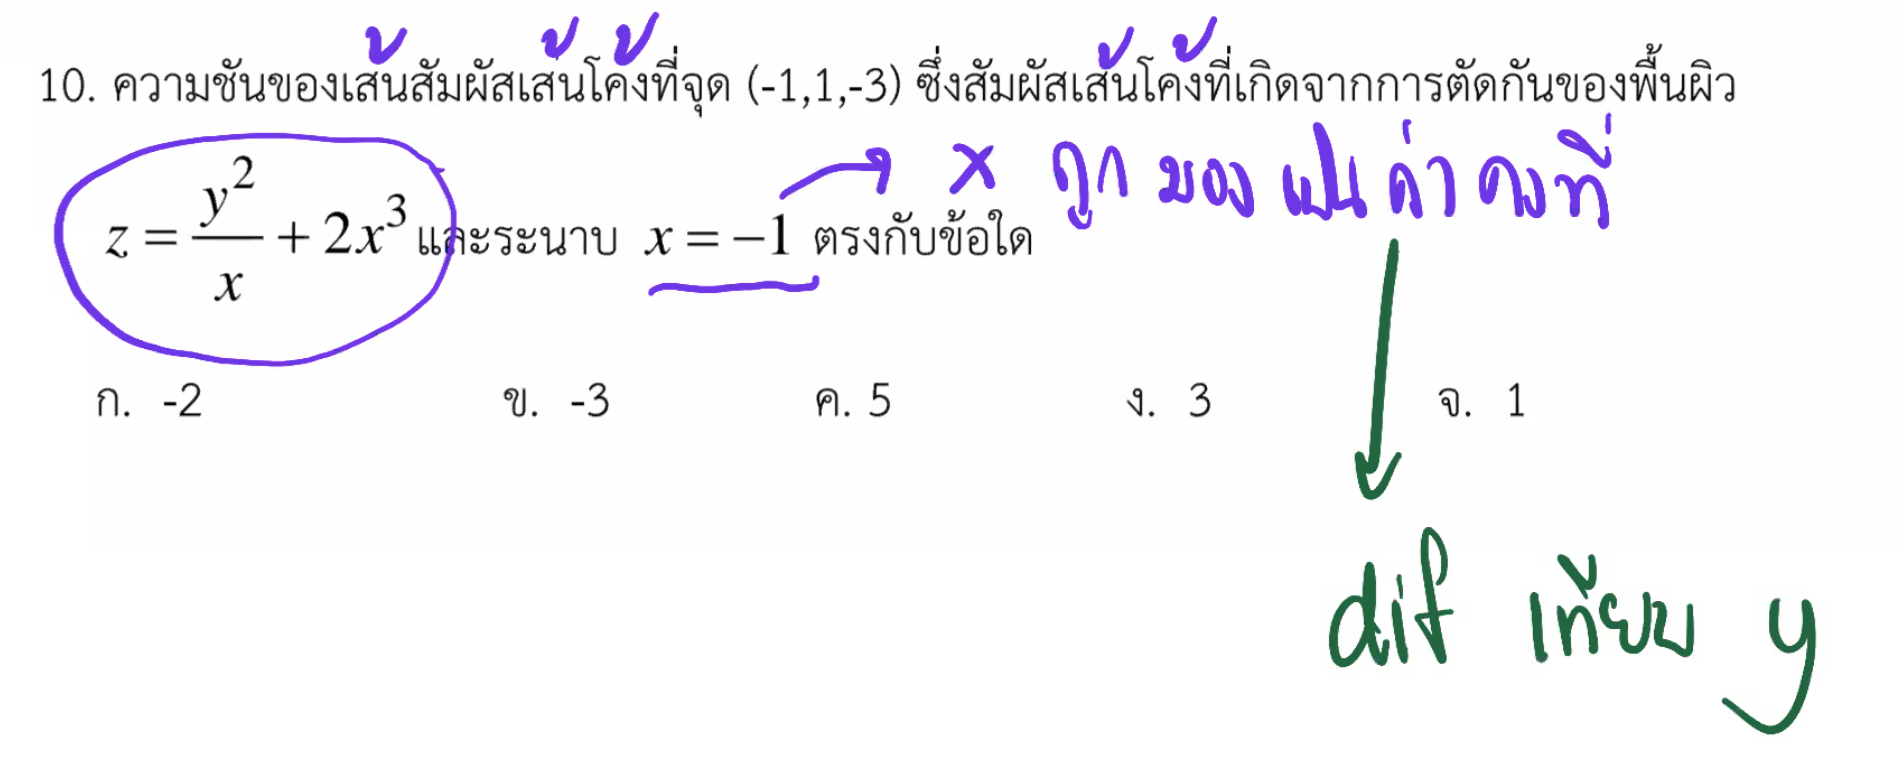 10. ความชันของเส้นสัมผัสเส้นโค้งที่จุด (-1,1,-3) ซึ่งสัมผัสเส้นโค้งที่เกิดจากการตัดกันของพื้นผิว
x ถูก มอง เป็น ค่า คงที่
z = y²/x + 2x³ และระนาบ x = −1 ตรงกับข้อใด
ก. -2 ข. -3 ค. 5 ง. 3 จ. 1
dif เทียบ y